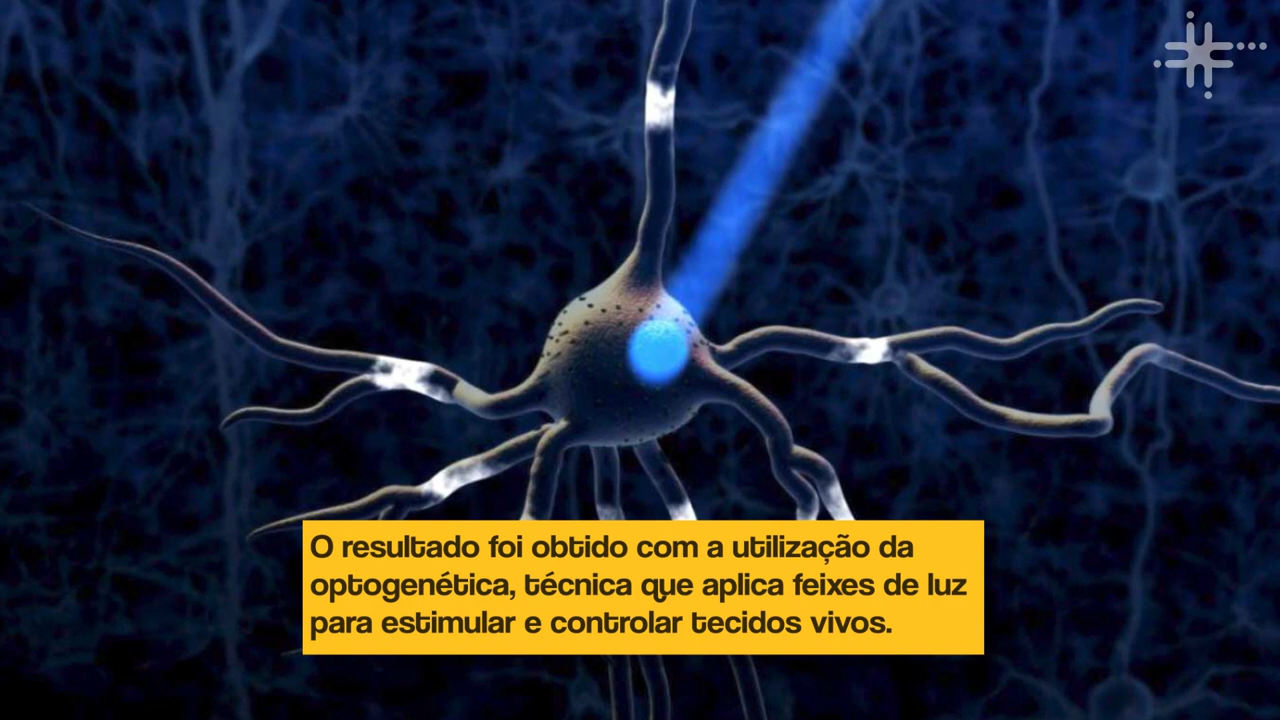 O resultado foi obtido com a utilização da
optogenética, técnica que aplica feixes de luz
para estimular e controlar tecidos vivos.